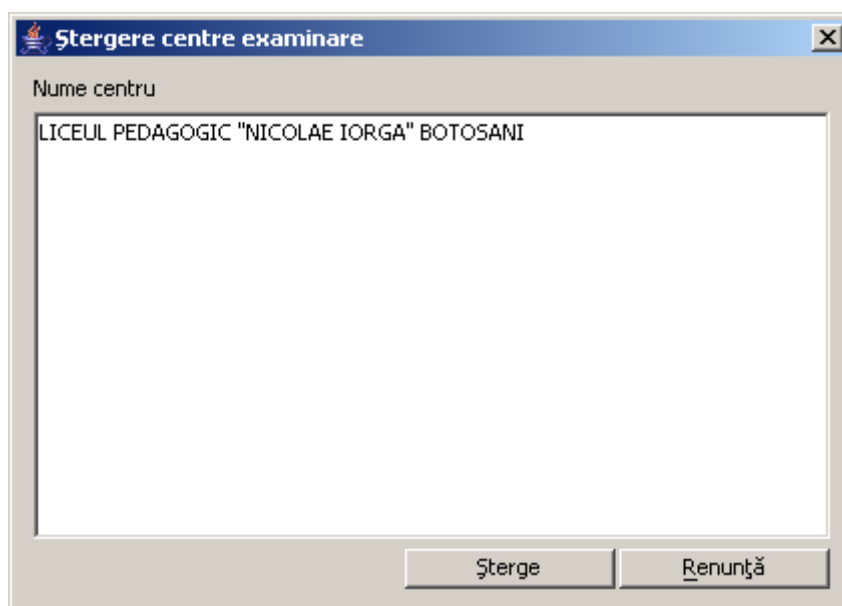 Ştergere centre examinare
Nume centru
LICEUL PEDAGOGIC "NICOLAE IORGA" BOTOSANI
Şterge
Renunţă